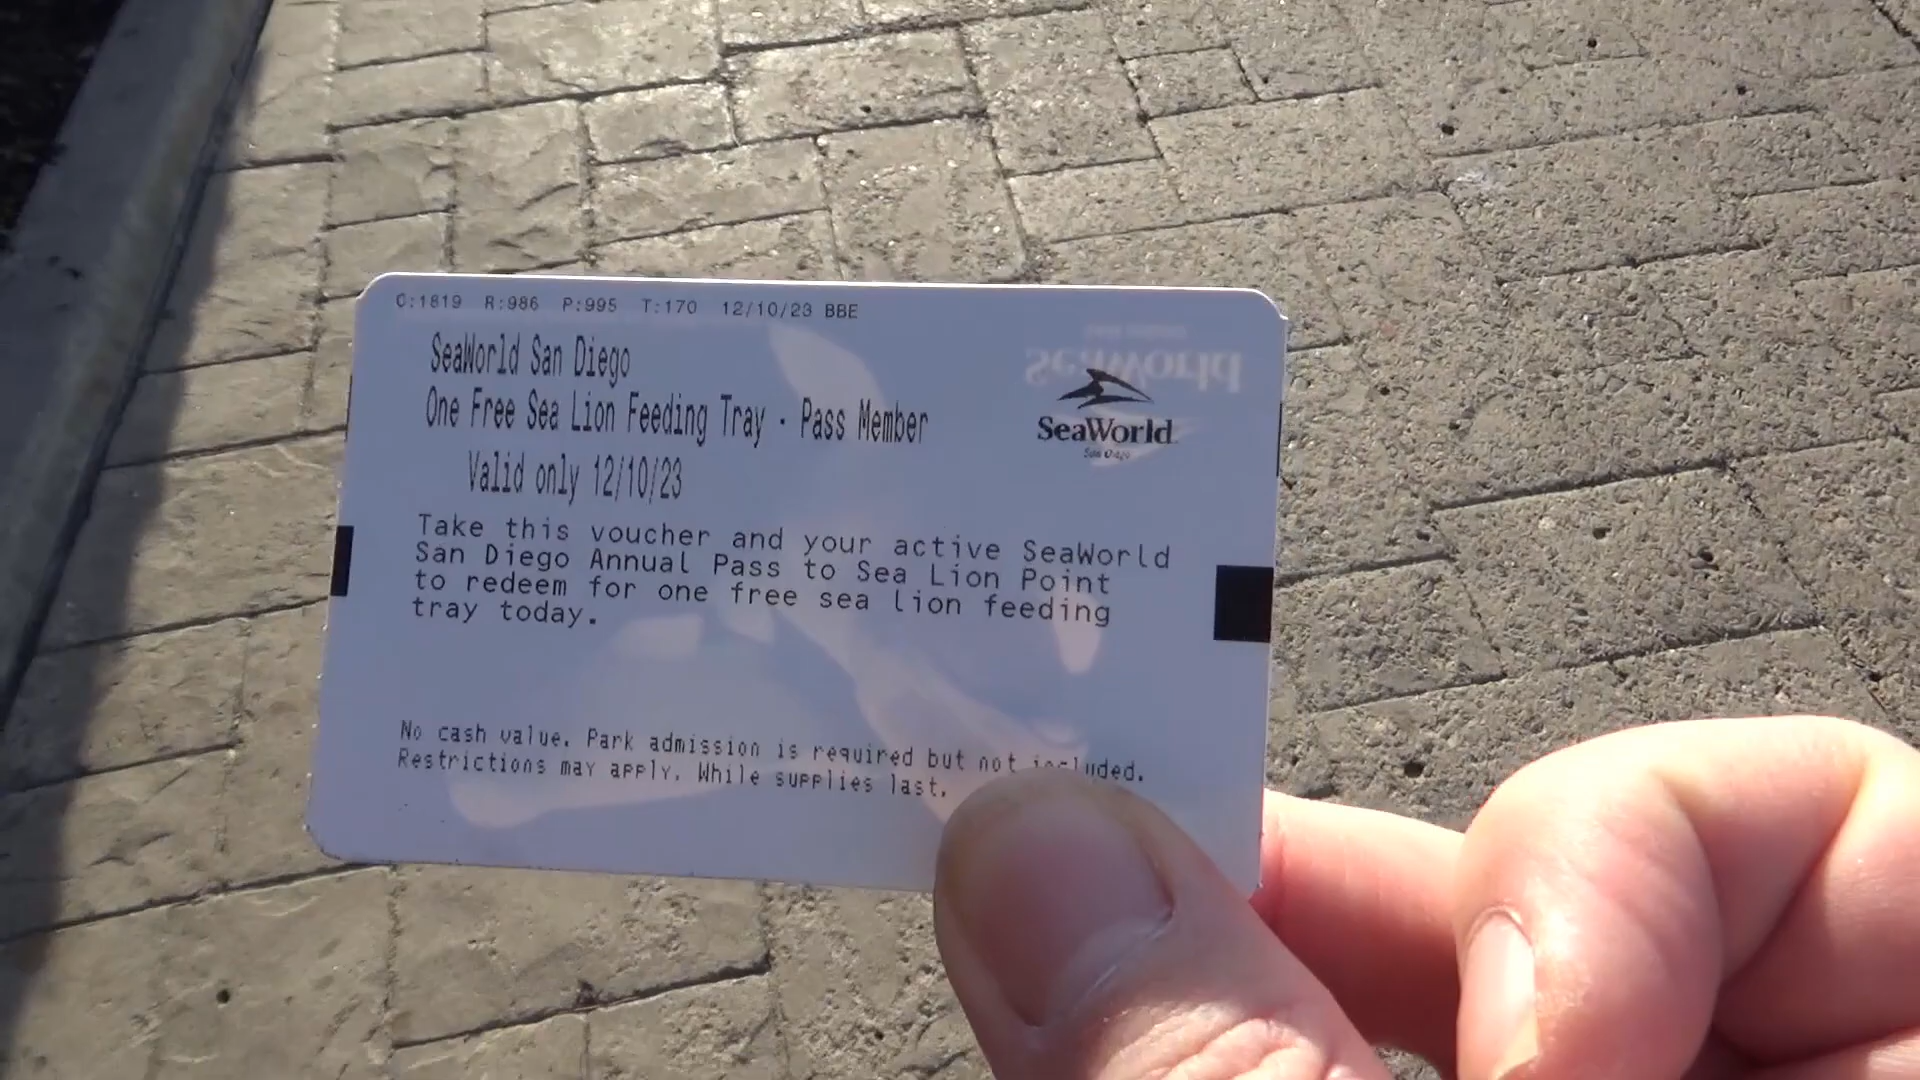 C:1819 R:986 P:995 T:170 12/10/23 BBE
SeaWorld San Diego
One Free Sea Lion Feeding Tray - Pass Member
Valid only 12/10/23
SeaWorld
SeaWorld
San Diego
Take this voucher and your active SeaWorld
San Diego Annual Pass to Sea Lion Point
to redeem for one free sea lion feeding
tray today.
No cash value. Park admission is required but not included.
Restrictions may apply. While supplies last.